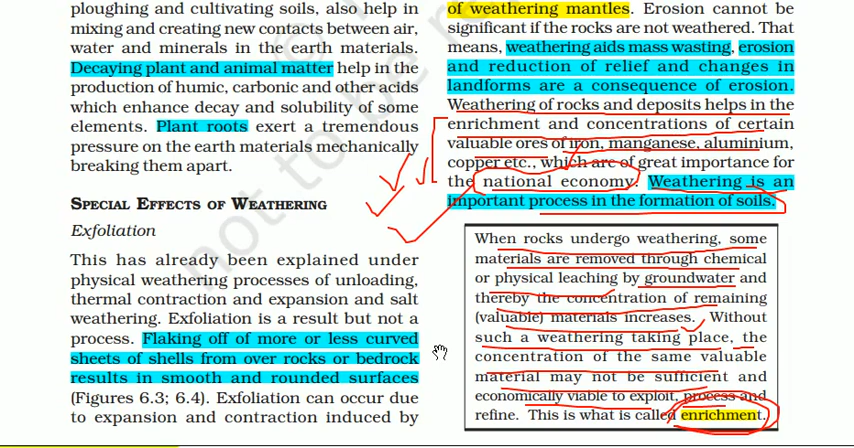 ploughing and cultivating soils, also help in
mixing and creating new contacts between air,
water and minerals in the earth materials.
Decaying plant and animal matter help in the
production of humic, carbonic and other acids
which enhance decay and solubility of some
elements. Plant roots exert a tremendous
pressure on the earth materials mechanically
breaking them apart.
SPECIAL EFFECTS OF WEATHERING
Exfoliation
This has already been explained under
physical weathering processes of unloading,
thermal contraction and expansion and salt
weathering. Exfoliation is a result but not a
process. Flaking off of more or less curved
sheets of shells from over rocks or bedrock
results in smooth and rounded surfaces
(Figures 6.3; 6.4). Exfoliation can occur due
to expansion and contraction induced by
of weathering mantles. Erosion cannot be
significant if the rocks are not weathered. That
means, weathering aids mass wasting, erosion
and reduction of relief and changes in
landforms are a consequence of erosion.
Weathering of rocks and deposits helps in the
enrichment and concentrations of certain
valuable ores of iron, manganese, aluminium,
copper etc., which are of great importance for
the national economy. Weathering is an
important process in the formation of soils.
When rocks undergo weathering, some
materials are removed through chemical
or physical leaching by groundwater and
thereby the concentration of remaining
(valuable) materials increases. Without
such a weathering taking place, the
concentration of the same valuable
material may not be sufficient and
economically viable to exploit, process and
refine. This is what is called enrichment.
not to be re